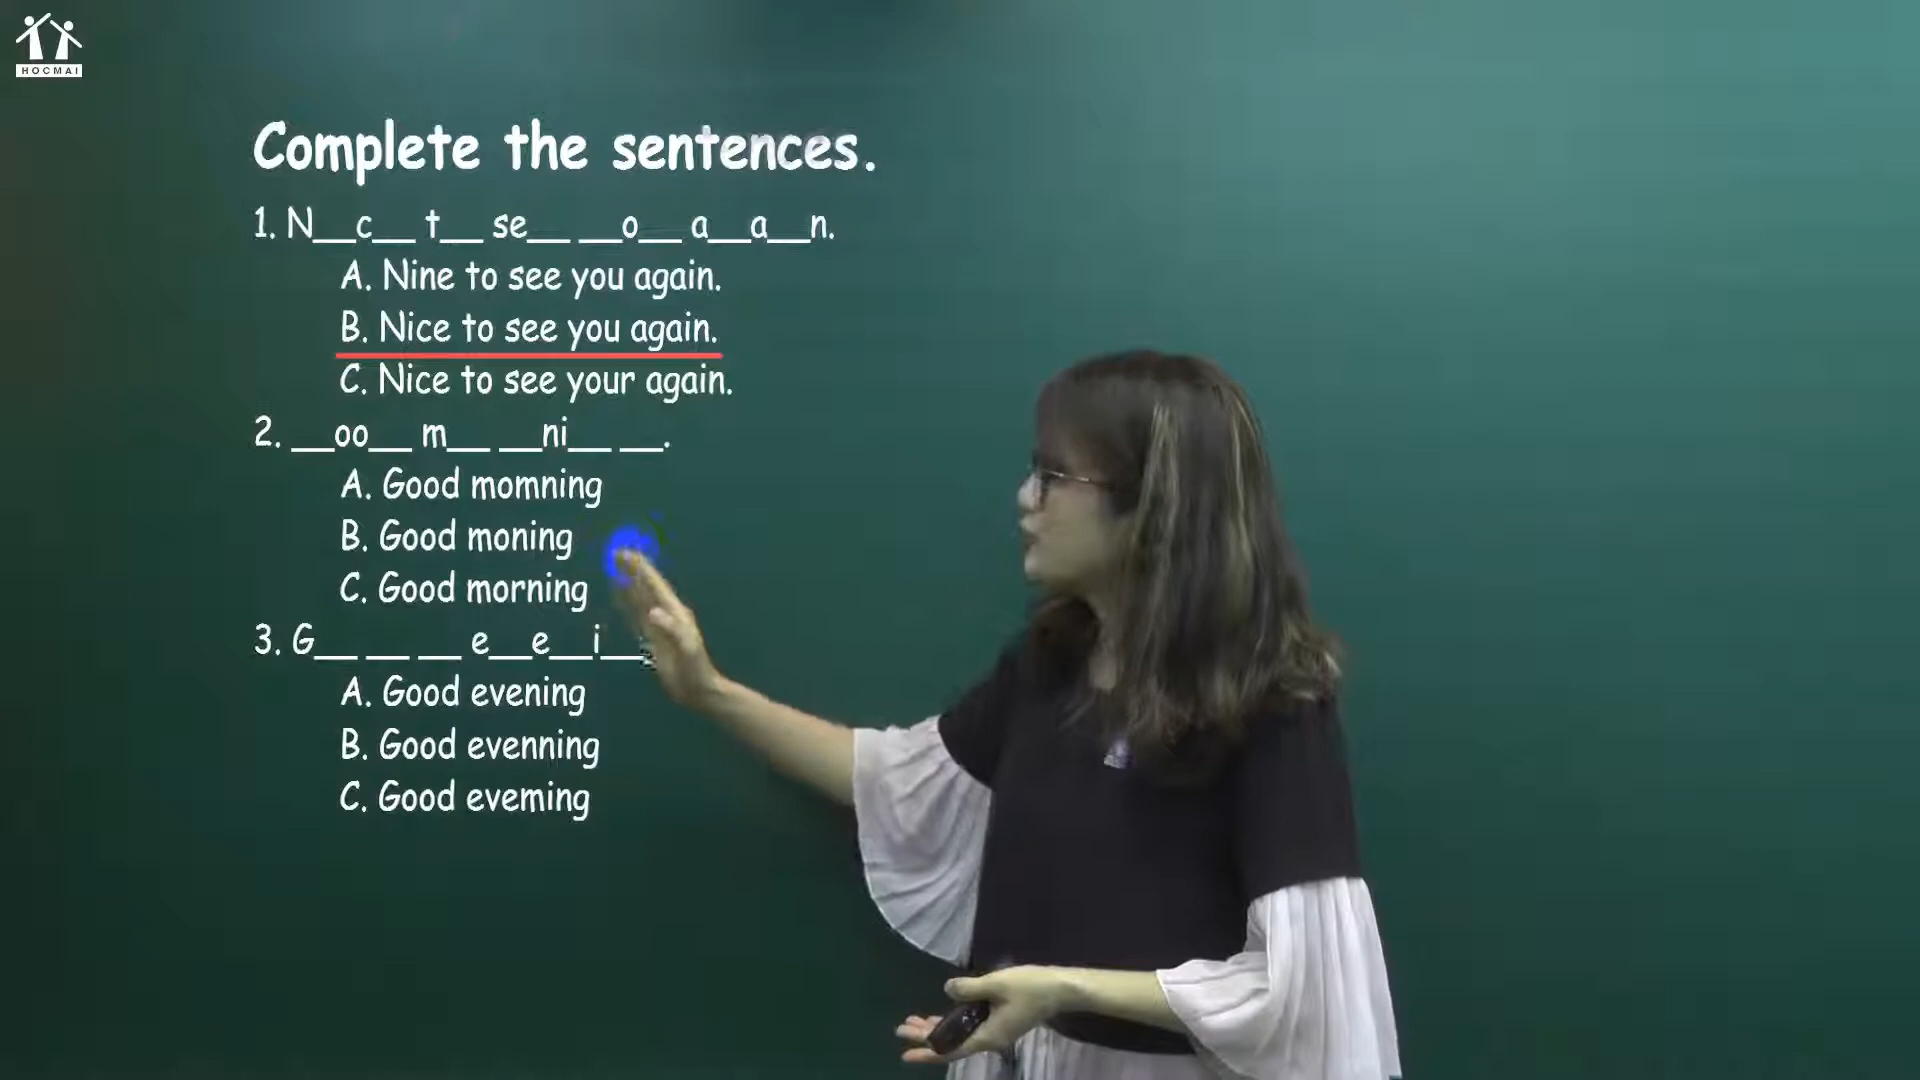 HOCMAI
Complete the sentences.
1. N__c__ t__ se__ __o__ a__a__n.
A. Nine to see you again.
B. Nice to see you again.
C. Nice to see your again.
2. __oo__ m__ __ni__ __.
A. Good momning
B. Good moning
C. Good morning
3. G__ __ __ e__e__i__
A. Good evening
B. Good evenning
C. Good eveming